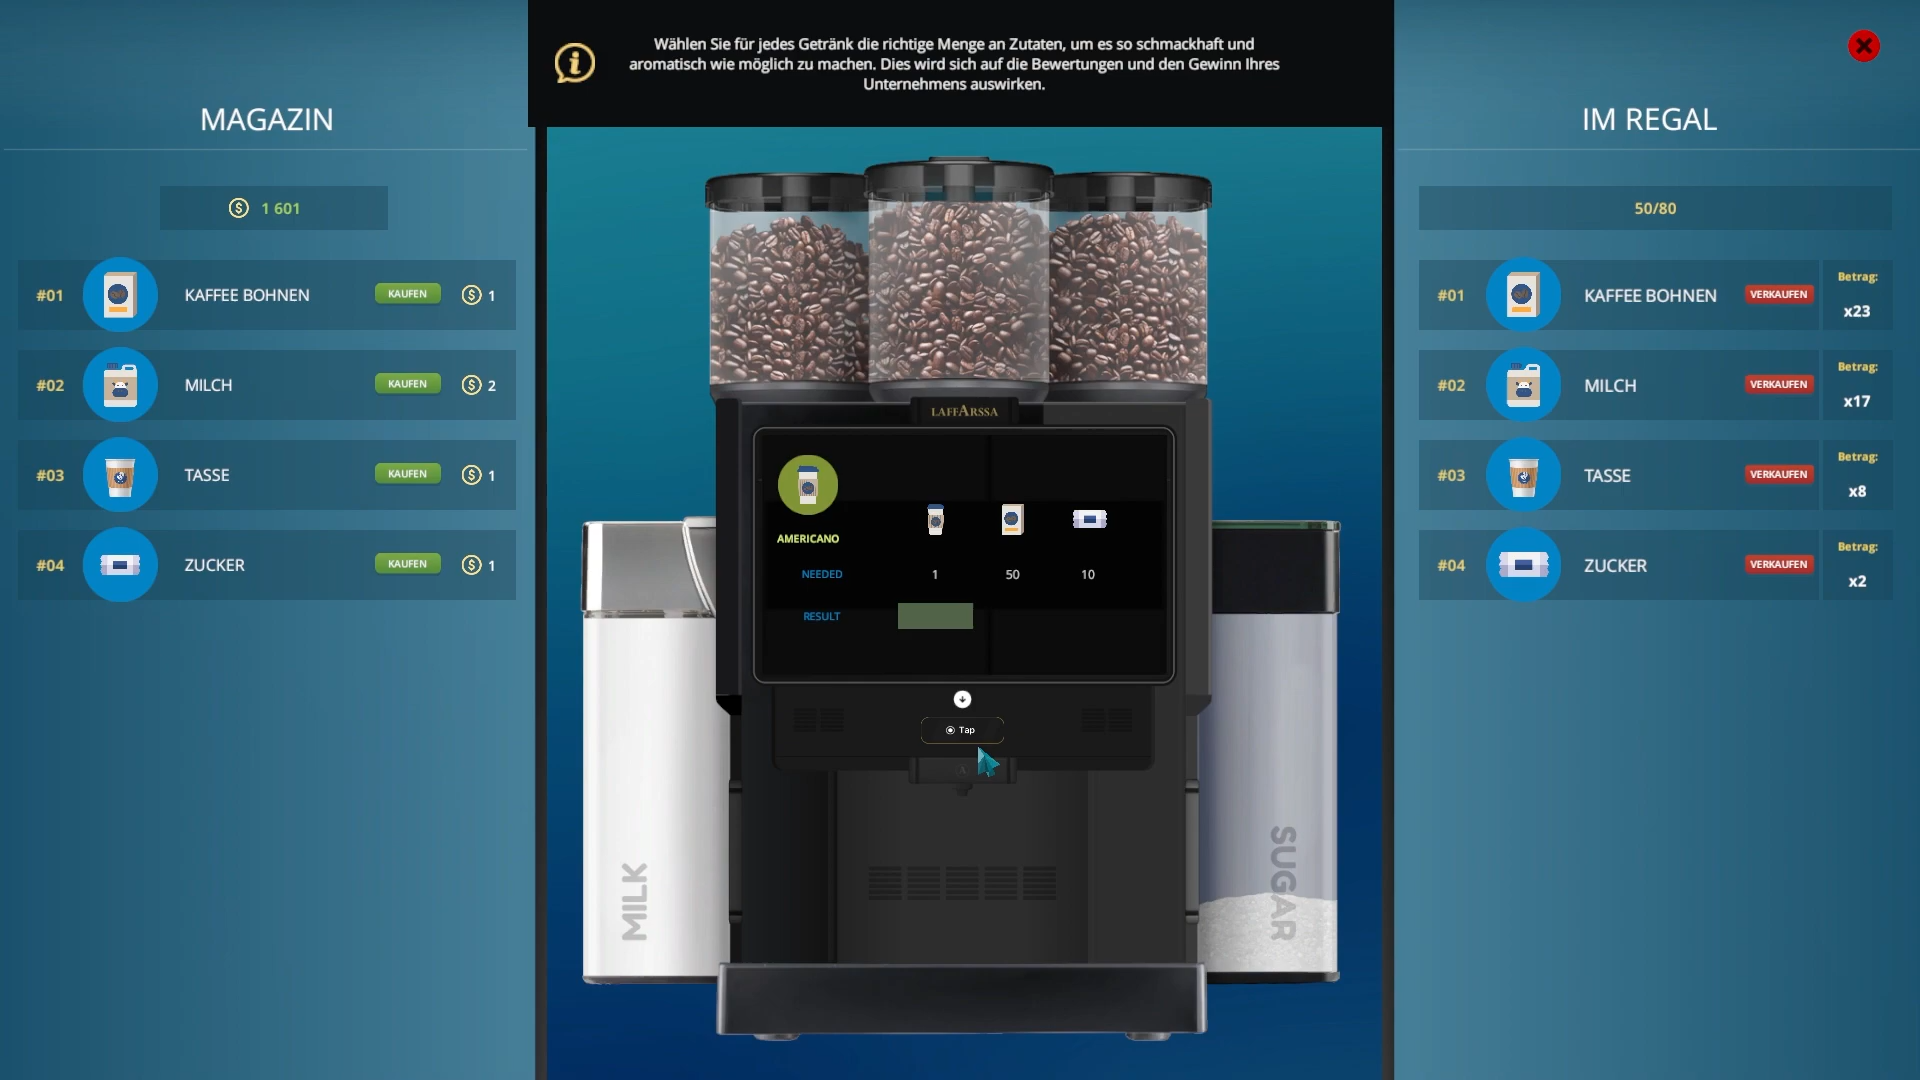 Wählen Sie für jedes Getränk die richtige Menge an Zutaten, um es so schmackhaft und
aromatisch wie möglich zu machen. Dies wird sich auf die Bewertungen und den Gewinn Ihres
Unternehmens auswirken.
MAGAZIN
1 601
#01 KAFFEE BOHNEN KAUFEN 1
#02 MILCH KAUFEN 2
#03 TASSE KAUFEN 1
#04 ZUCKER KAUFEN 1
LAFFARSSA
AMERICANO
NEEDED 1 50 10
RESULT
Tap
MILK
SUGAR
IM REGAL
50/80
#01 KAFFEE BOHNEN VERKAUFEN Betrag: x23
#02 MILCH VERKAUFEN Betrag: x17
#03 TASSE VERKAUFEN Betrag: x8
#04 ZUCKER VERKAUFEN Betrag: x2